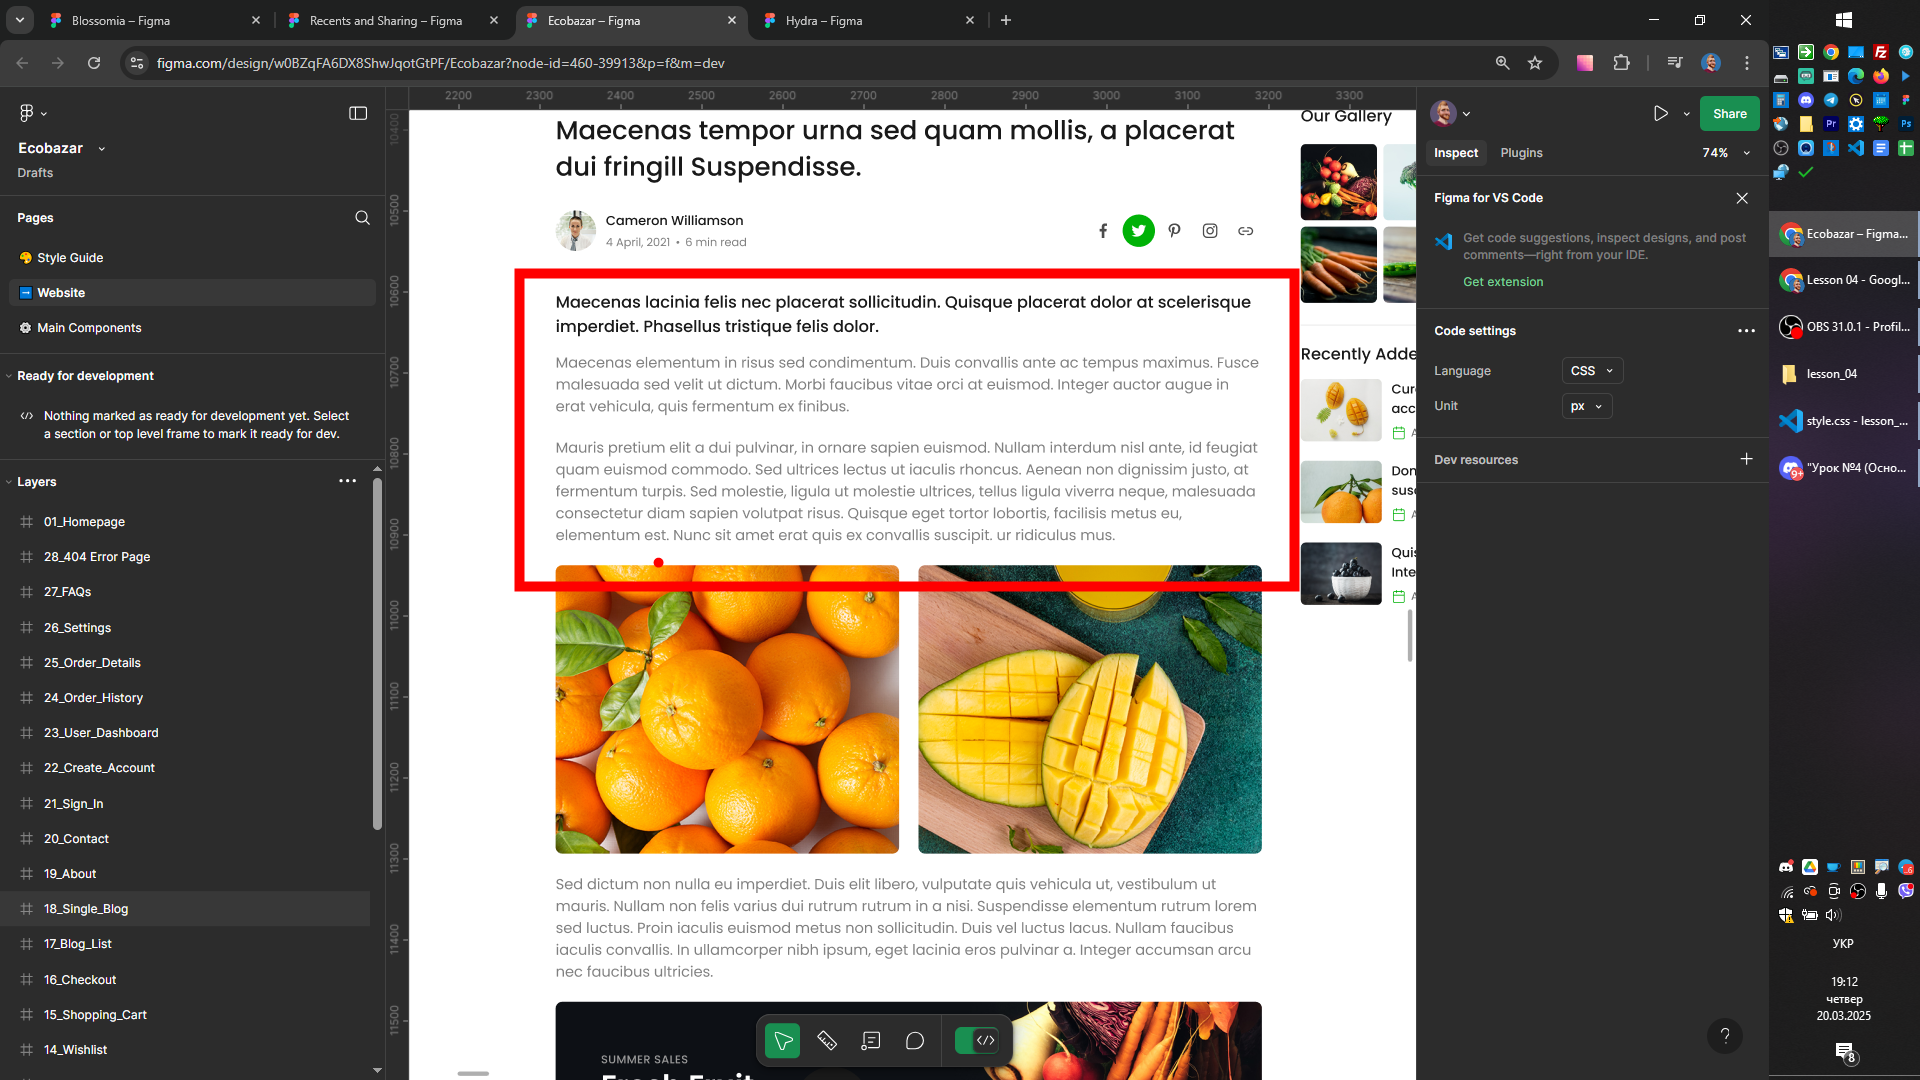 Blossomia – Figma
Recents and Sharing – Figma
Ecobazar – Figma
Hydra – Figma
figma.com/design/w0BZqFA6DX8ShwJqotGtPF/Ecobazar?node-id=460-39913&p=f&m=dev
Ecobazar
Drafts
Pages
Style Guide
Website
Main Components
Ready for development
Nothing marked as ready for development yet. Select
a section or top level frame to mark it ready for dev.
Layers
01_Homepage
28_404 Error Page
27_FAQs
26_Settings
25_Order_Details
24_Order_History
23_User_Dashboard
22_Create_Account
21_Sign_In
20_Contact
19_About
18_Single_Blog
17_Blog_List
16_Checkout
15_Shopping_Cart
14_Wishlist
2200 2300 2400 2500 2600 2700 2800 2900 3000 3100 3200 3300
10400
10500
10600
10700
10800
10900
11000
11100
11200
11300
11400
11500
Maecenas tempor urna sed quam mollis, a placerat
dui fringill Suspendisse.
Cameron Williamson
4 April, 2021 • 6 min read
Maecenas lacinia felis nec placerat sollicitudin. Quisque placerat dolor at scelerisque
imperdiet. Phasellus tristique felis dolor.
Maecenas elementum in risus sed condimentum. Duis convallis ante ac tempus maximus. Fusce
malesuada sed velit ut dictum. Morbi faucibus vitae orci at euismod. Integer auctor augue in
erat vehicula, quis fermentum ex finibus.
Mauris pretium elit a dui pulvinar, in ornare sapien euismod. Nullam interdum nisl ante, id feugiat
quam euismod commodo. Sed ultrices lectus ut iaculis rhoncus. Aenean non dignissim justo, at
fermentum turpis. Sed molestie, ligula ut molestie ultrices, tellus ligula viverra neque, malesuada
consectetur diam sapien volutpat risus. Quisque eget tortor lobortis, facilisis metus eu,
elementum est. Nunc sit amet erat quis ex convallis suscipit. ur ridiculus mus.
Sed dictum non nulla eu imperdiet. Duis elit libero, vulputate quis vehicula ut, vestibulum ut
mauris. Nullam non felis varius dui rutrum rutrum in a nisi. Suspendisse elementum rutrum lorem
sed luctus. Proin iaculis euismod metus non sollicitudin. Duis vel luctus lacus. Nullam faucibus
iaculis convallis. In ullamcorper nibh ipsum, eget lacinia eros pulvinar a. Integer accumsan arcu
nec faucibus ultricies.
SUMMER SALES
Our Gallery
Recently Adde
Cur
acc
A
Don
susc
A
Quis
Inte
A
Share
Inspect
Plugins
74%
Figma for VS Code
Get code suggestions, inspect designs, and post
comments—right from your IDE.
Get extension
Code settings
Language
CSS
Unit
px
Dev resources
?
Ecobazar – Figma...
Lesson 04 - Googl...
OBS 31.0.1 - Profil...
lesson_04
style.css - lesson_...
"Урок №4 (Осно...
УКР
19:12
четвер
20.03.2025
8